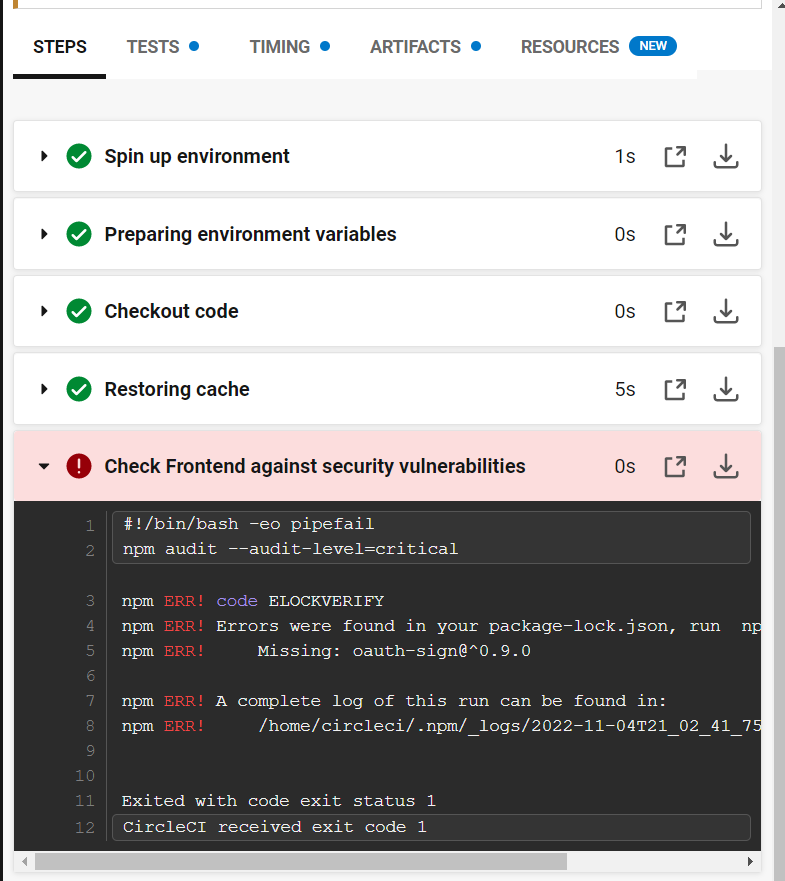 STEPS TESTS TIMING ARTIFACTS RESOURCES NEW
Spin up environment 1s
Preparing environment variables 0s
Checkout code 0s
Restoring cache 5s
Check Frontend against security vulnerabilities 0s
1 #!/bin/bash -eo pipefail
2 npm audit --audit-level=critical
3 npm ERR! code ELOCKVERIFY
4 npm ERR! Errors were found in your package-lock.json, run  np
5 npm ERR!     Missing: oauth-sign@^0.9.0
6
7 npm ERR! A complete log of this run can be found in:
8 npm ERR!     /home/circleci/.npm/_logs/2022-11-04T21_02_41_75
9
10
11 Exited with code exit status 1
12 CircleCI received exit code 1